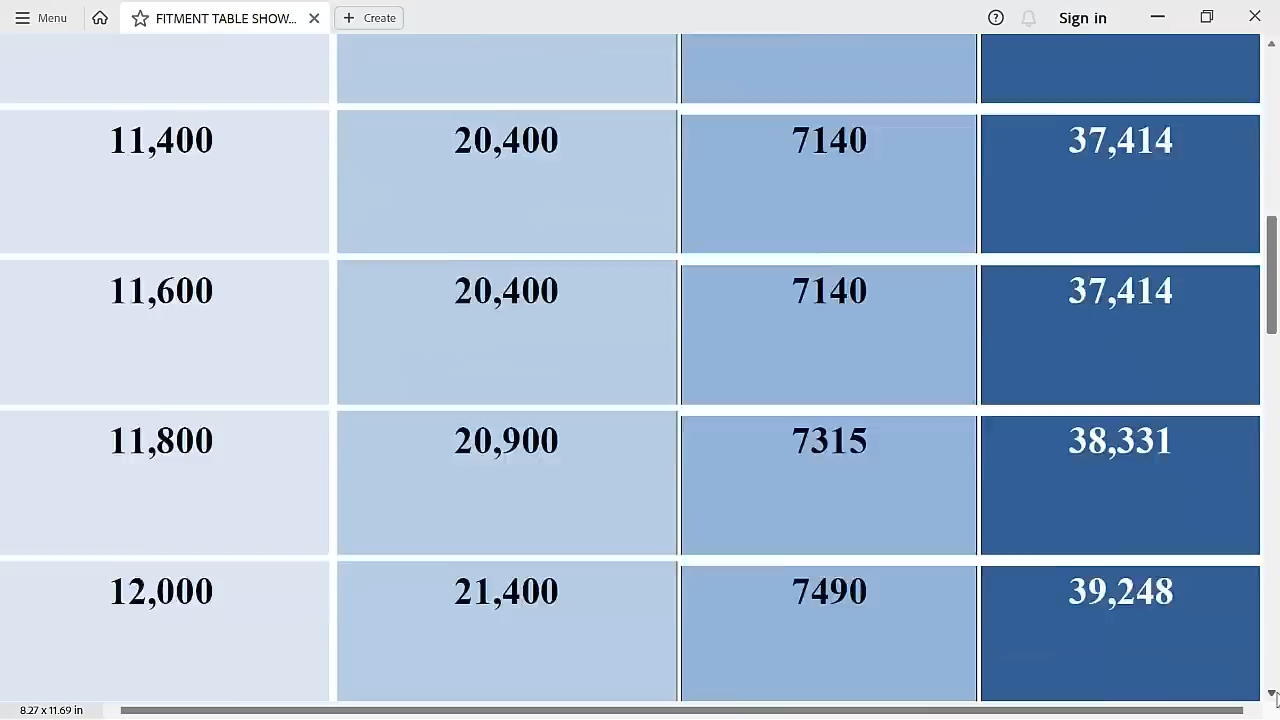 Menu FITMENT TABLE SHOW... Create Sign in
11,400 20,400 7140 37,414
11,600 20,400 7140 37,414
11,800 20,900 7315 38,331
12,000 21,400 7490 39,248
8.27 x 11.69 in